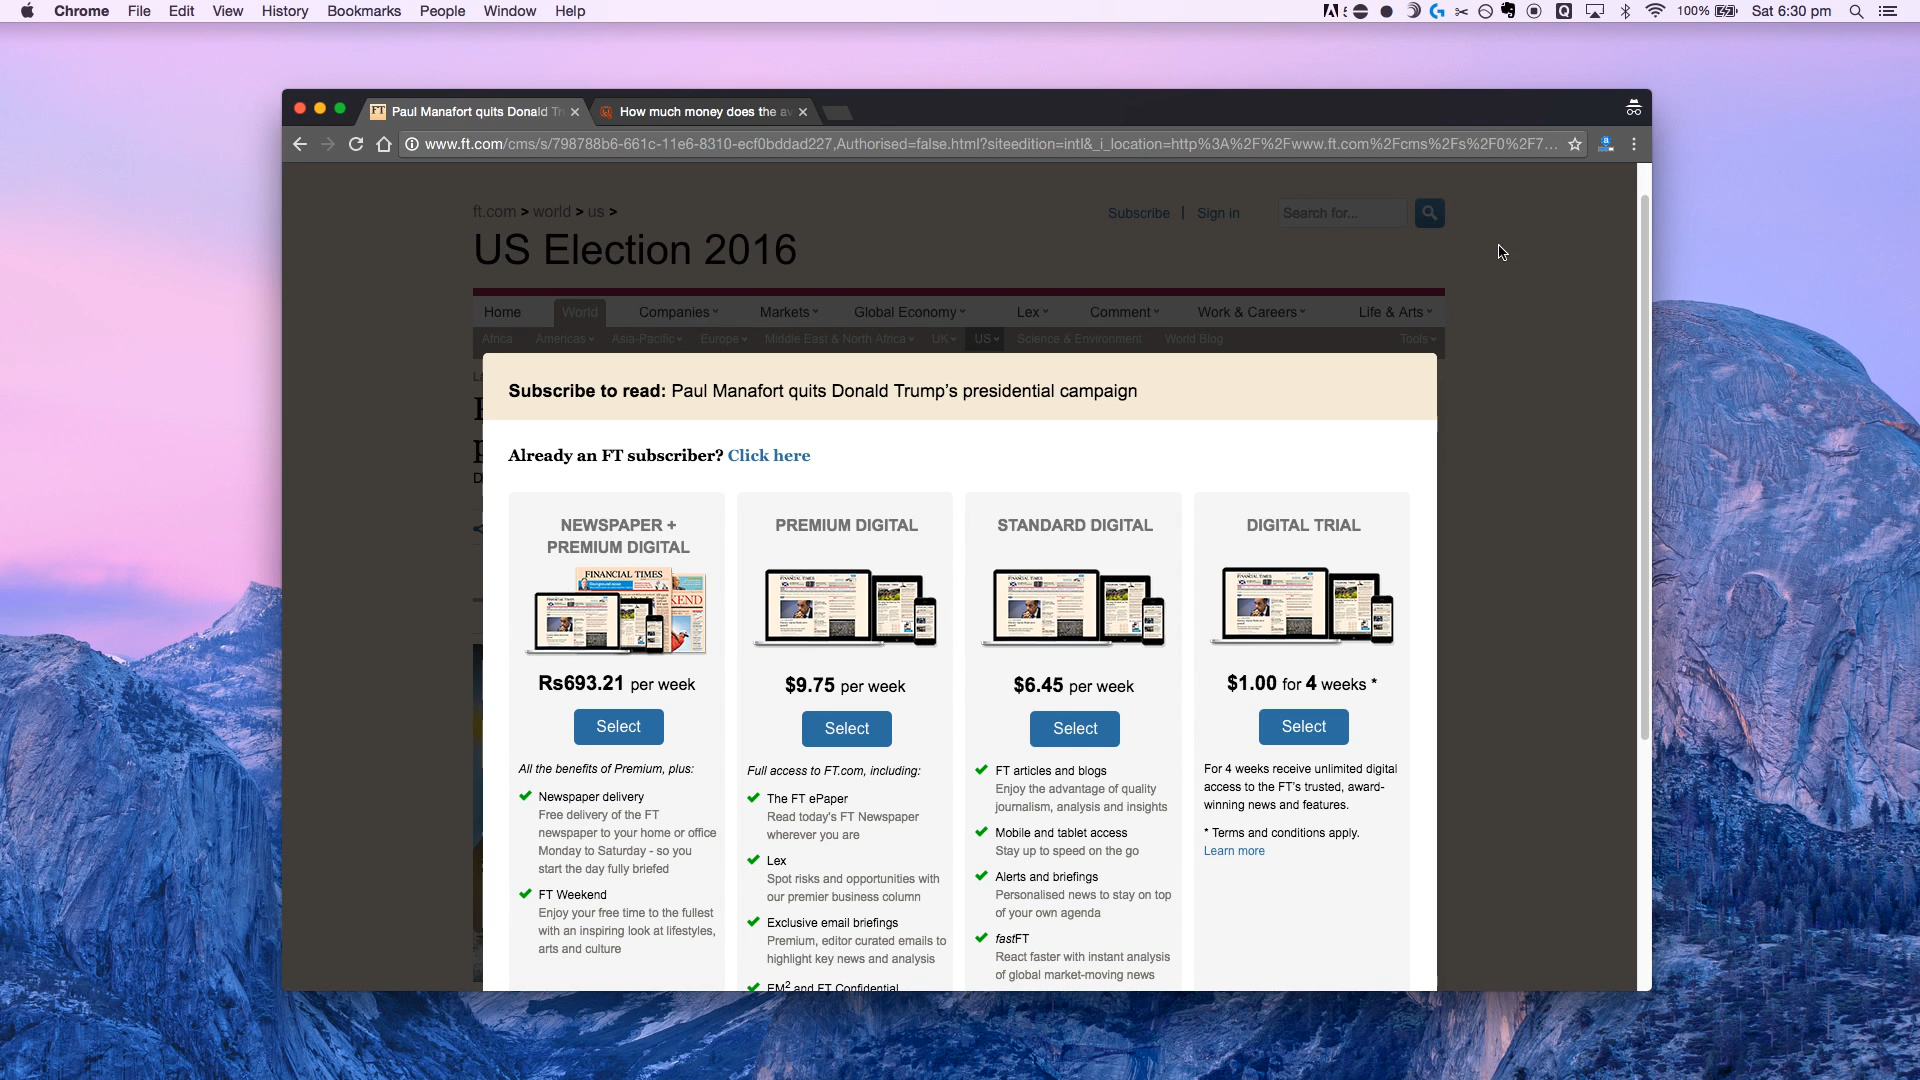 Chrome File Edit View History Bookmarks People Window Help
100% Sat 6:30 pm
FT Paul Manafort quits Donald Tr
How much money does the av
www.ft.com/cms/s/798788b6-661c-11e6-8310-ecf0bddad227,Authorised=false.html?siteedition=intl&_i_location=http%3A%2F%2Fwww.ft.com%2Fcms%2Fs%2F0%2F7...
ft.com > world > us >
Subscribe | Sign in
Search for...
US Election 2016
Home World Companies Markets Global Economy Lex Comment Work & Careers Life & Arts
Africa Americas Asia-Pacific Europe Middle East & North Africa UK US Science & Environment World Blog Tools
Subscribe to read: Paul Manafort quits Donald Trump’s presidential campaign
Already an FT subscriber? Click here
NEWSPAPER +
PREMIUM DIGITAL
FINANCIAL TIMES
Rs693.21 per week
Select
All the benefits of Premium, plus:
Newspaper delivery
Free delivery of the FT
newspaper to your home or office
Monday to Saturday - so you
start the day fully briefed
FT Weekend
Enjoy your free time to the fullest
with an inspiring look at lifestyles,
arts and culture
PREMIUM DIGITAL
$9.75 per week
Select
Full access to FT.com, including:
The FT ePaper
Read today's FT Newspaper
wherever you are
Lex
Spot risks and opportunities with
our premier business column
Exclusive email briefings
Premium, editor curated emails to
highlight key news and analysis
EM2 and FT Confidential
STANDARD DIGITAL
$6.45 per week
Select
FT articles and blogs
Enjoy the advantage of quality
journalism, analysis and insights
Mobile and tablet access
Stay up to speed on the go
Alerts and briefings
Personalised news to stay on top
of your own agenda
fastFT
React faster with instant analysis
of global market-moving news
DIGITAL TRIAL
$1.00 for 4 weeks *
Select
For 4 weeks receive unlimited digital
access to the FT's trusted, award-
winning news and features.
* Terms and conditions apply.
Learn more